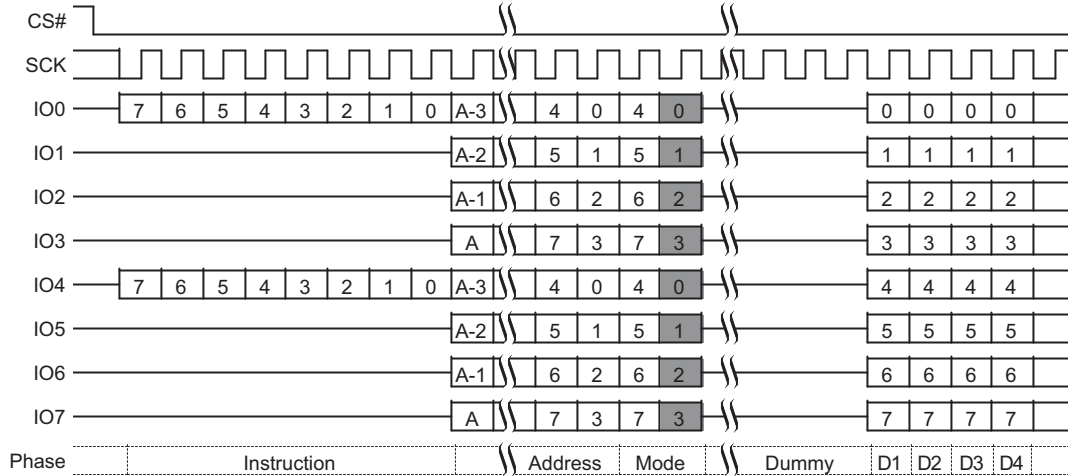 CS#
SCK
IO0 7 6 5 4 3 2 1 0 A-3 4 0 4 0 0 0 0 0
IO1 A-2 5 1 5 1 1 1 1 1
IO2 A-1 6 2 6 2 2 2 2 2
IO3 A 7 3 7 3 3 3 3 3
IO4 7 6 5 4 3 2 1 0 A-3 4 0 4 0 4 4 4 4
IO5 A-2 5 1 5 1 5 5 5 5
IO6 A-1 6 2 6 2 6 6 6 6
IO7 A 7 3 7 3 7 7 7 7
Phase Instruction Address Mode Dummy D1 D2 D3 D4